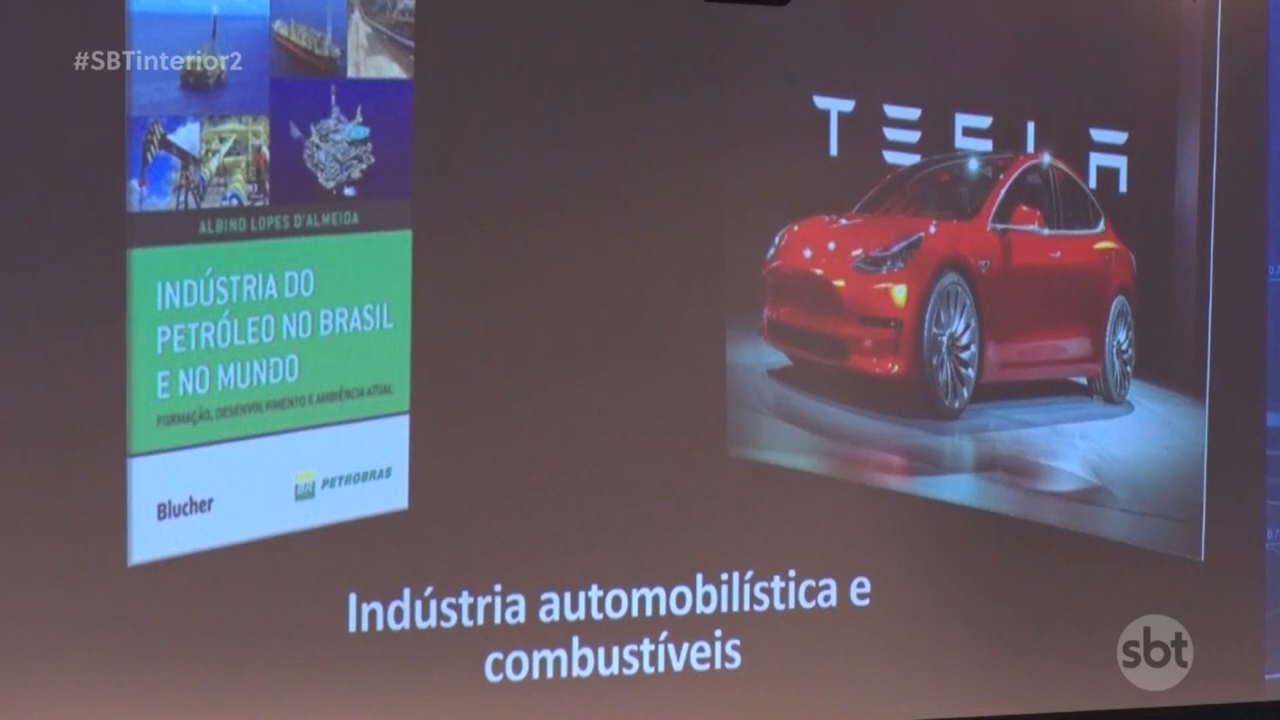 #SBTinterior2
ALBINO LOPES D'ALMEIDA
INDÚSTRIA DO
PETRÓLEO NO BRASIL
E NO MUNDO
FORMAÇÃO, DESENVOLVIMENTO E AMBIÊNCIA ATUAL
Blucher
BR PETROBRAS
TESLA
Indústria automobilística e
combustíveis
sbt